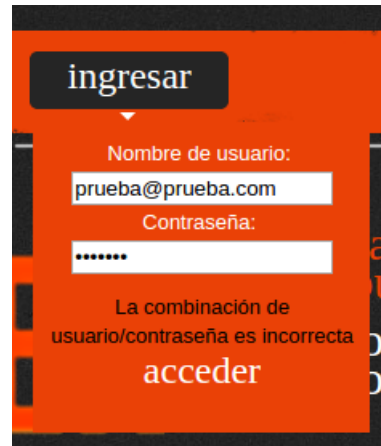 ingresar
Nombre de usuario:
prueba@prueba.com
Contraseña:
•••••••
La combinación de
usuario/contraseña es incorrecta
acceder